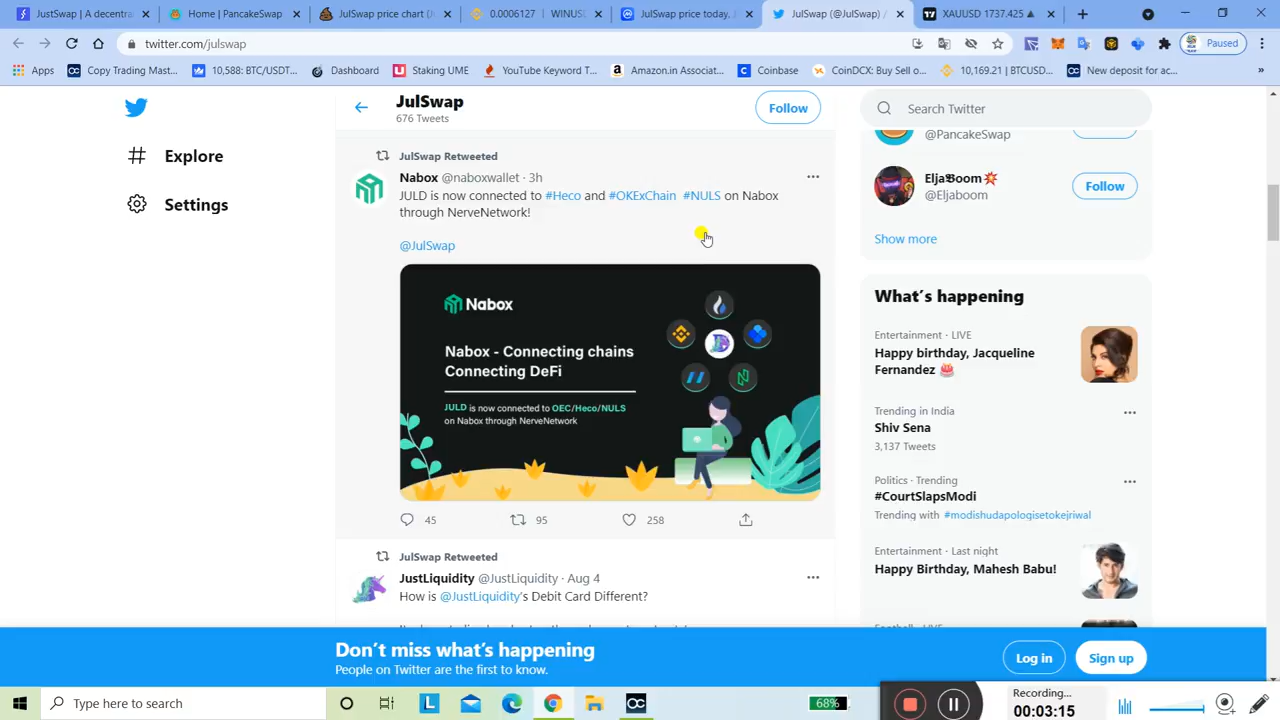 JustSwap | A decentra
Home | PancakeSwap
JulSwap price chart (J
0.0006127
WINUSD
JulSwap price today, J
JulSwap (@JulSwap) /
XAUUSD 1737.425 ▲
twitter.com/julswap
Paused
Apps
Copy Trading Mast...
10,588: BTC/USDT...
Dashboard
Staking UME
YouTube Keyword T...
Amazon.in Associat...
Coinbase
CoinDCX: Buy Sell o...
10,169.21 | BTCUSD...
New deposit for ac...
»
JulSwap
676 Tweets
Follow
Search Twitter
Explore
Settings
JulSwap Retweeted
Nabox @naboxwallet · 3h
JULD is now connected to #Heco and #OKExChain #NULS on Nabox
through NerveNetwork!
@JulSwap
Nabox
Nabox - Connecting chains
Connecting DeFi
JULD is now connected to OEC/Heco/NULS
on Nabox through NerveNetwork
45
95
258
JulSwap Retweeted
JustLiquidity @JustLiquidity · Aug 4
How is @JustLiquidity's Debit Card Different?
@PancakeSwap
Elja Boom💥
@Eljaboom
Follow
Show more
What's happening
Entertainment · LIVE
Happy birthday, Jacqueline
Fernandez 🎂
Trending in India
Shiv Sena
3,137 Tweets
Politics · Trending
#CourtSlapsModi
Trending with #modishudapologisetokejriwal
Entertainment · Last night
Happy Birthday, Mahesh Babu!
Don't miss what's happening
People on Twitter are the first to know.
Log in
Sign up
Type here to search
68%
Recording...
00:03:15